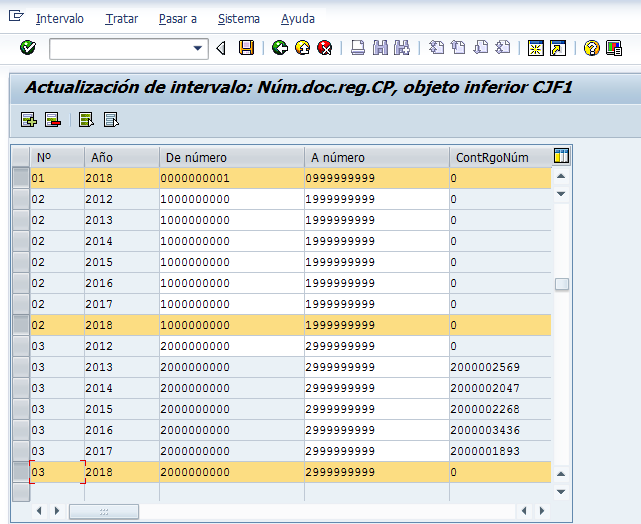 Intervalo Tratar Pasar a Sistema Ayuda
Actualización de intervalo: Núm.doc.reg.CP, objeto inferior CJF1
Nº Año De número A número ContRgoNúm
01 2018 0000000001 0999999999 0
02 2012 1000000000 1999999999 0
02 2013 1000000000 1999999999 0
02 2014 1000000000 1999999999 0
02 2015 1000000000 1999999999 0
02 2016 1000000000 1999999999 0
02 2017 1000000000 1999999999 0
02 2018 1000000000 1999999999 0
03 2012 2000000000 2999999999 0
03 2013 2000000000 2999999999 2000002569
03 2014 2000000000 2999999999 2000002047
03 2015 2000000000 2999999999 2000002268
03 2016 2000000000 2999999999 2000003436
03 2017 2000000000 2999999999 2000001893
03 2018 2000000000 2999999999 0